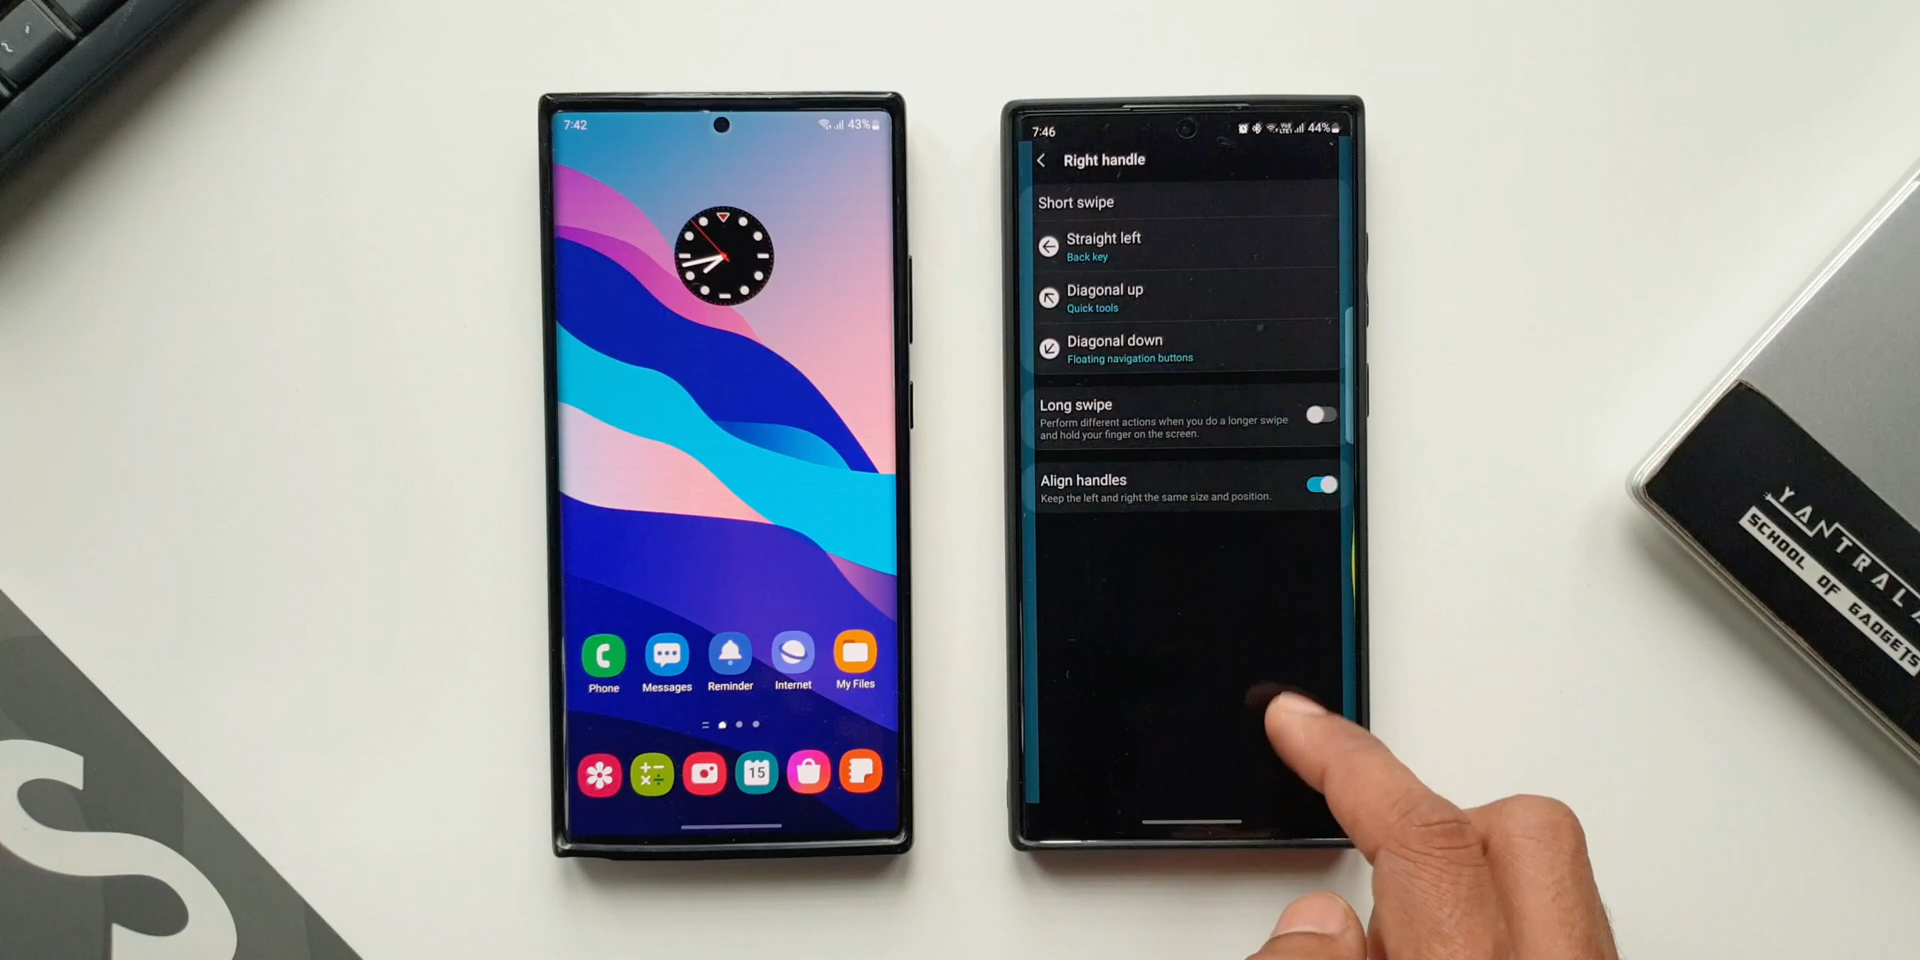 7:42
43%
Phone
Messages
Reminder
Internet
My Files
15
7:46
44%
Right handle
Short swipe
Straight left
Back key
Diagonal up
Quick tools
Diagonal down
Floating navigation buttons
Long swipe
Perform different actions when you do a longer swipe
and hold your finger on the screen.
Align handles
Keep the left and right the same size and position.
SCHOOL OF GADGETS
S